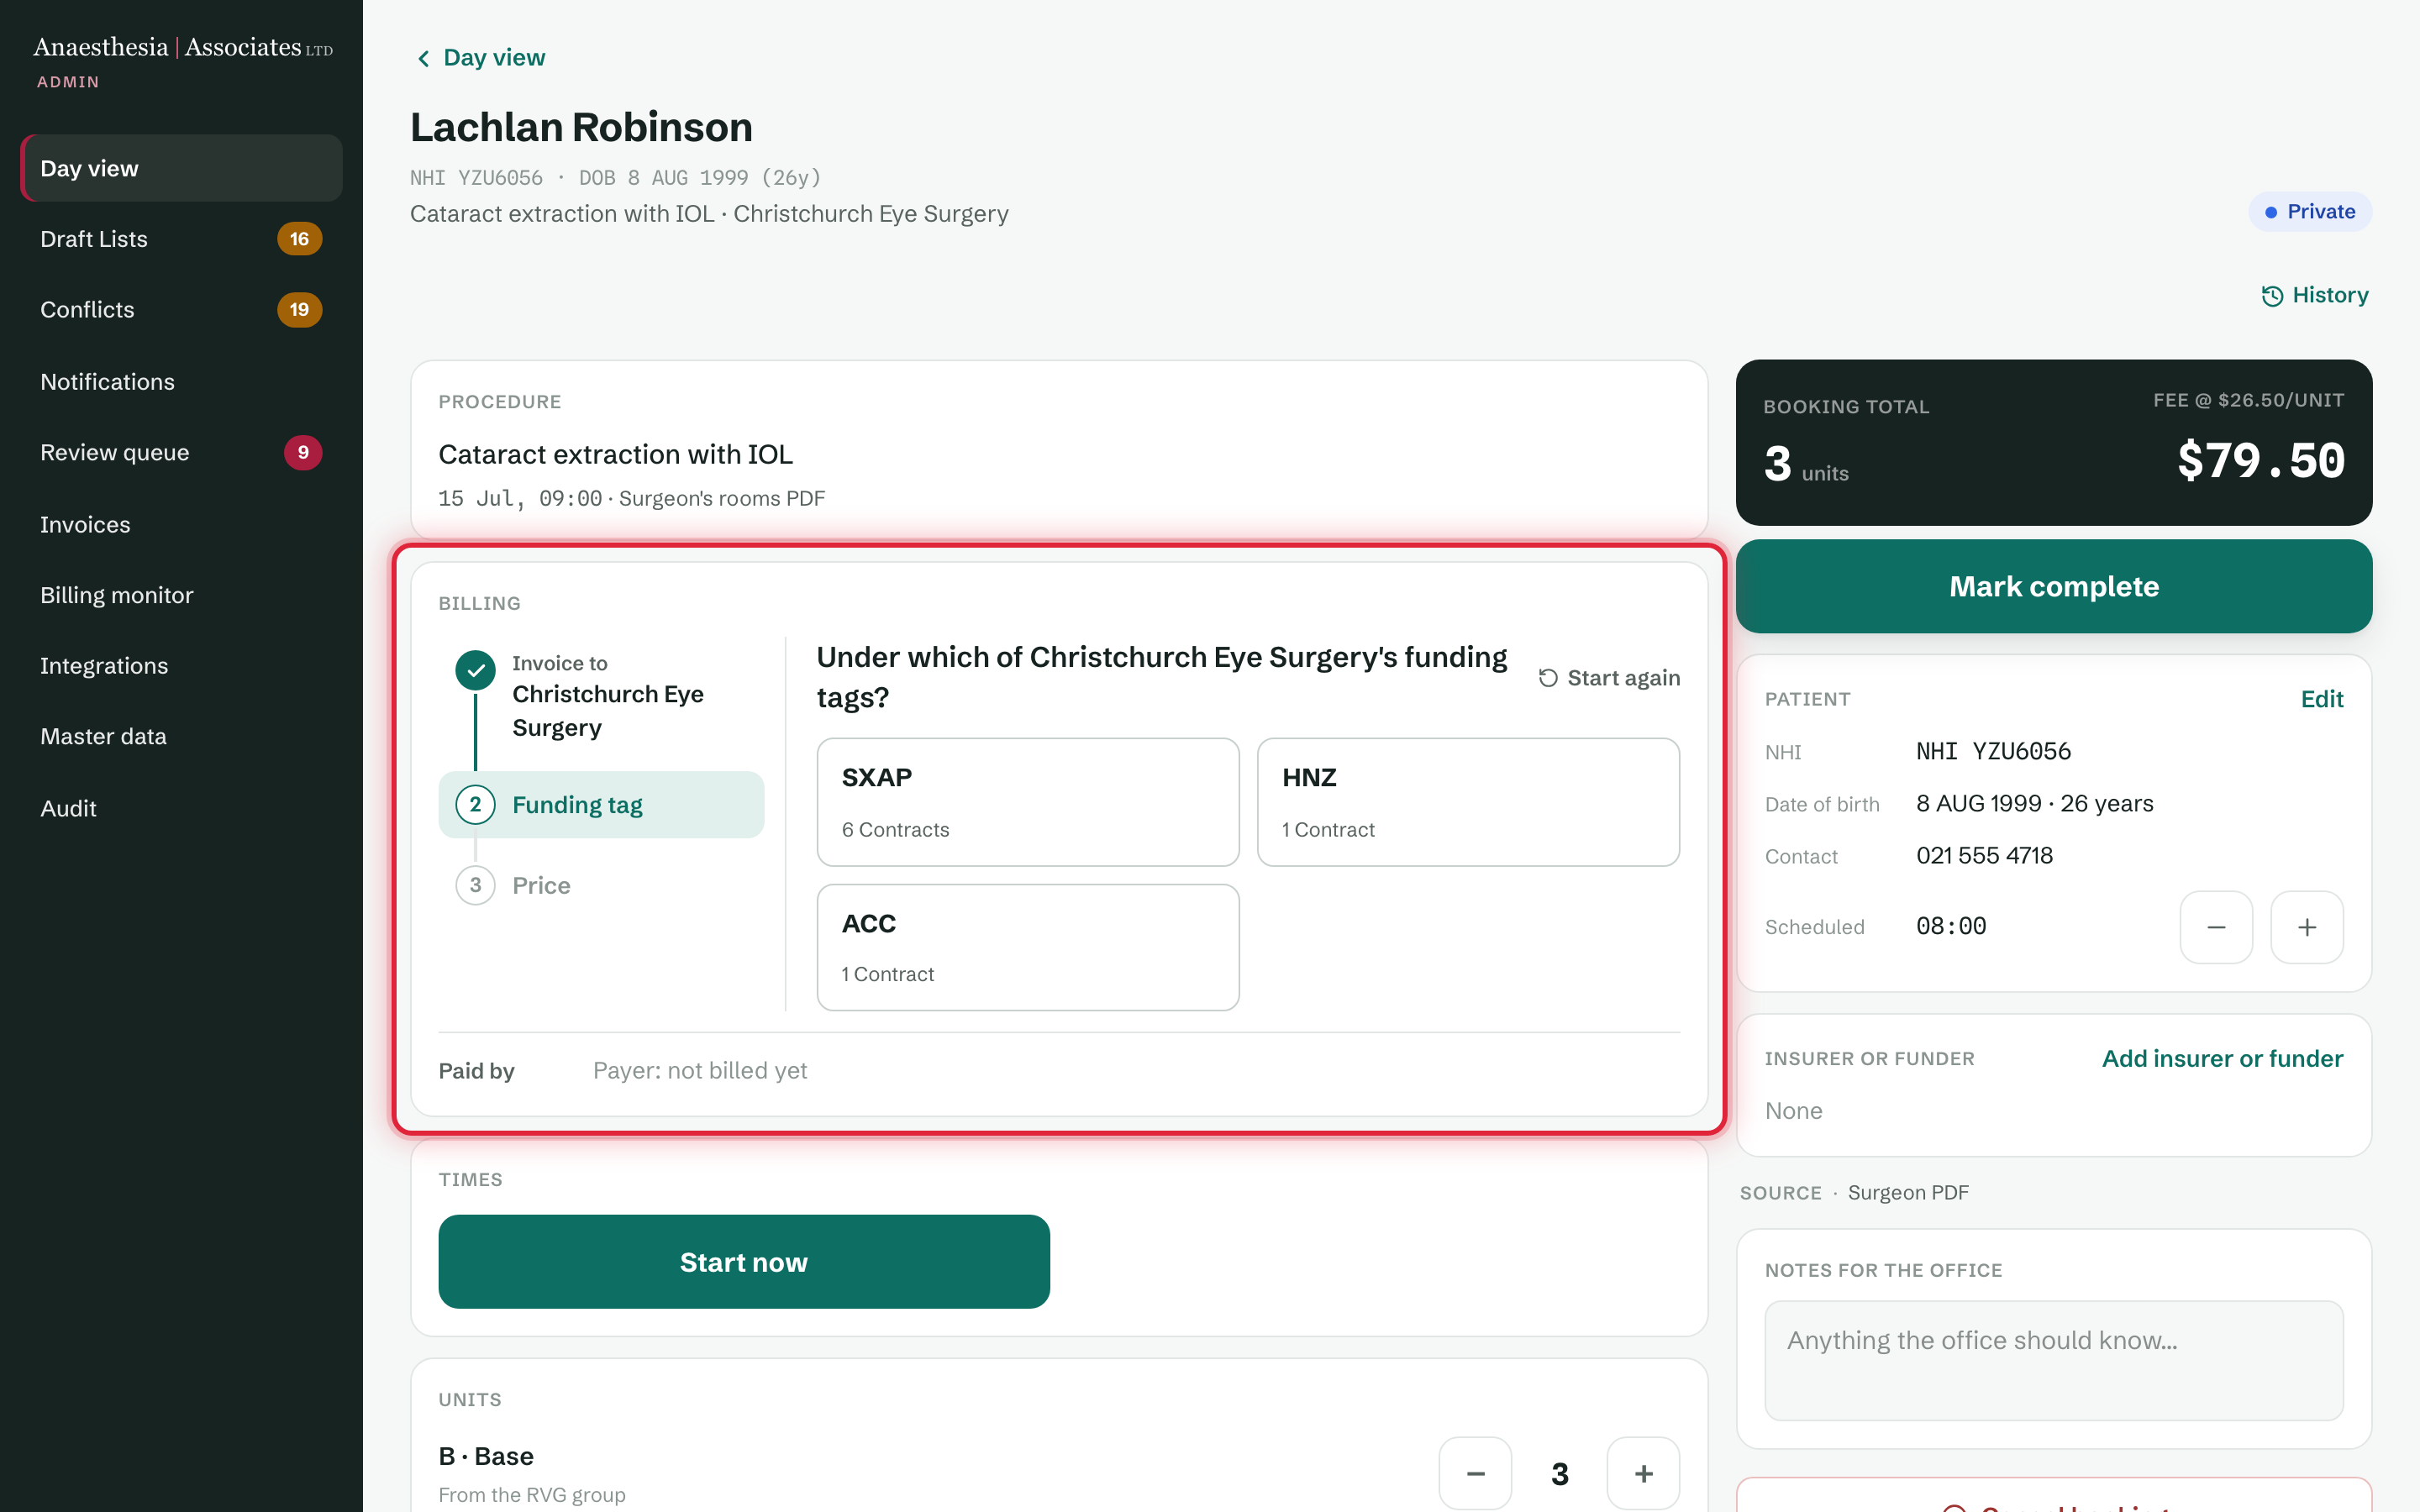 Anaesthesia | Associates LTD
ADMIN
Day view
Draft Lists 16
Conflicts 19
Notifications
Review queue 9
Invoices
Billing monitor
Integrations
Master data
Audit
Day view
Lachlan Robinson
NHI YZU6056 · DOB 8 AUG 1999 (26y)
Cataract extraction with IOL · Christchurch Eye Surgery
Private
History
PROCEDURE
Cataract extraction with IOL
15 Jul, 09:00 · Surgeon's rooms PDF
BILLING
Invoice to
Christchurch Eye
Surgery
2 Funding tag
3 Price
Under which of Christchurch Eye Surgery's funding
tags?
Start again
SXAP
6 Contracts
HNZ
1 Contract
ACC
1 Contract
Paid by Payer: not billed yet
TIMES
Start now
UNITS
B · Base
From the RVG group
− 3 +
BOOKING TOTAL
FEE @ $26.50/UNIT
3 units
$79.50
Mark complete
PATIENT
Edit
NHI NHI YZU6056
Date of birth 8 AUG 1999 · 26 years
Contact 021 555 4718
Scheduled 08:00 − +
INSURER OR FUNDER
Add insurer or funder
None
SOURCE · Surgeon PDF
NOTES FOR THE OFFICE
Anything the office should know...